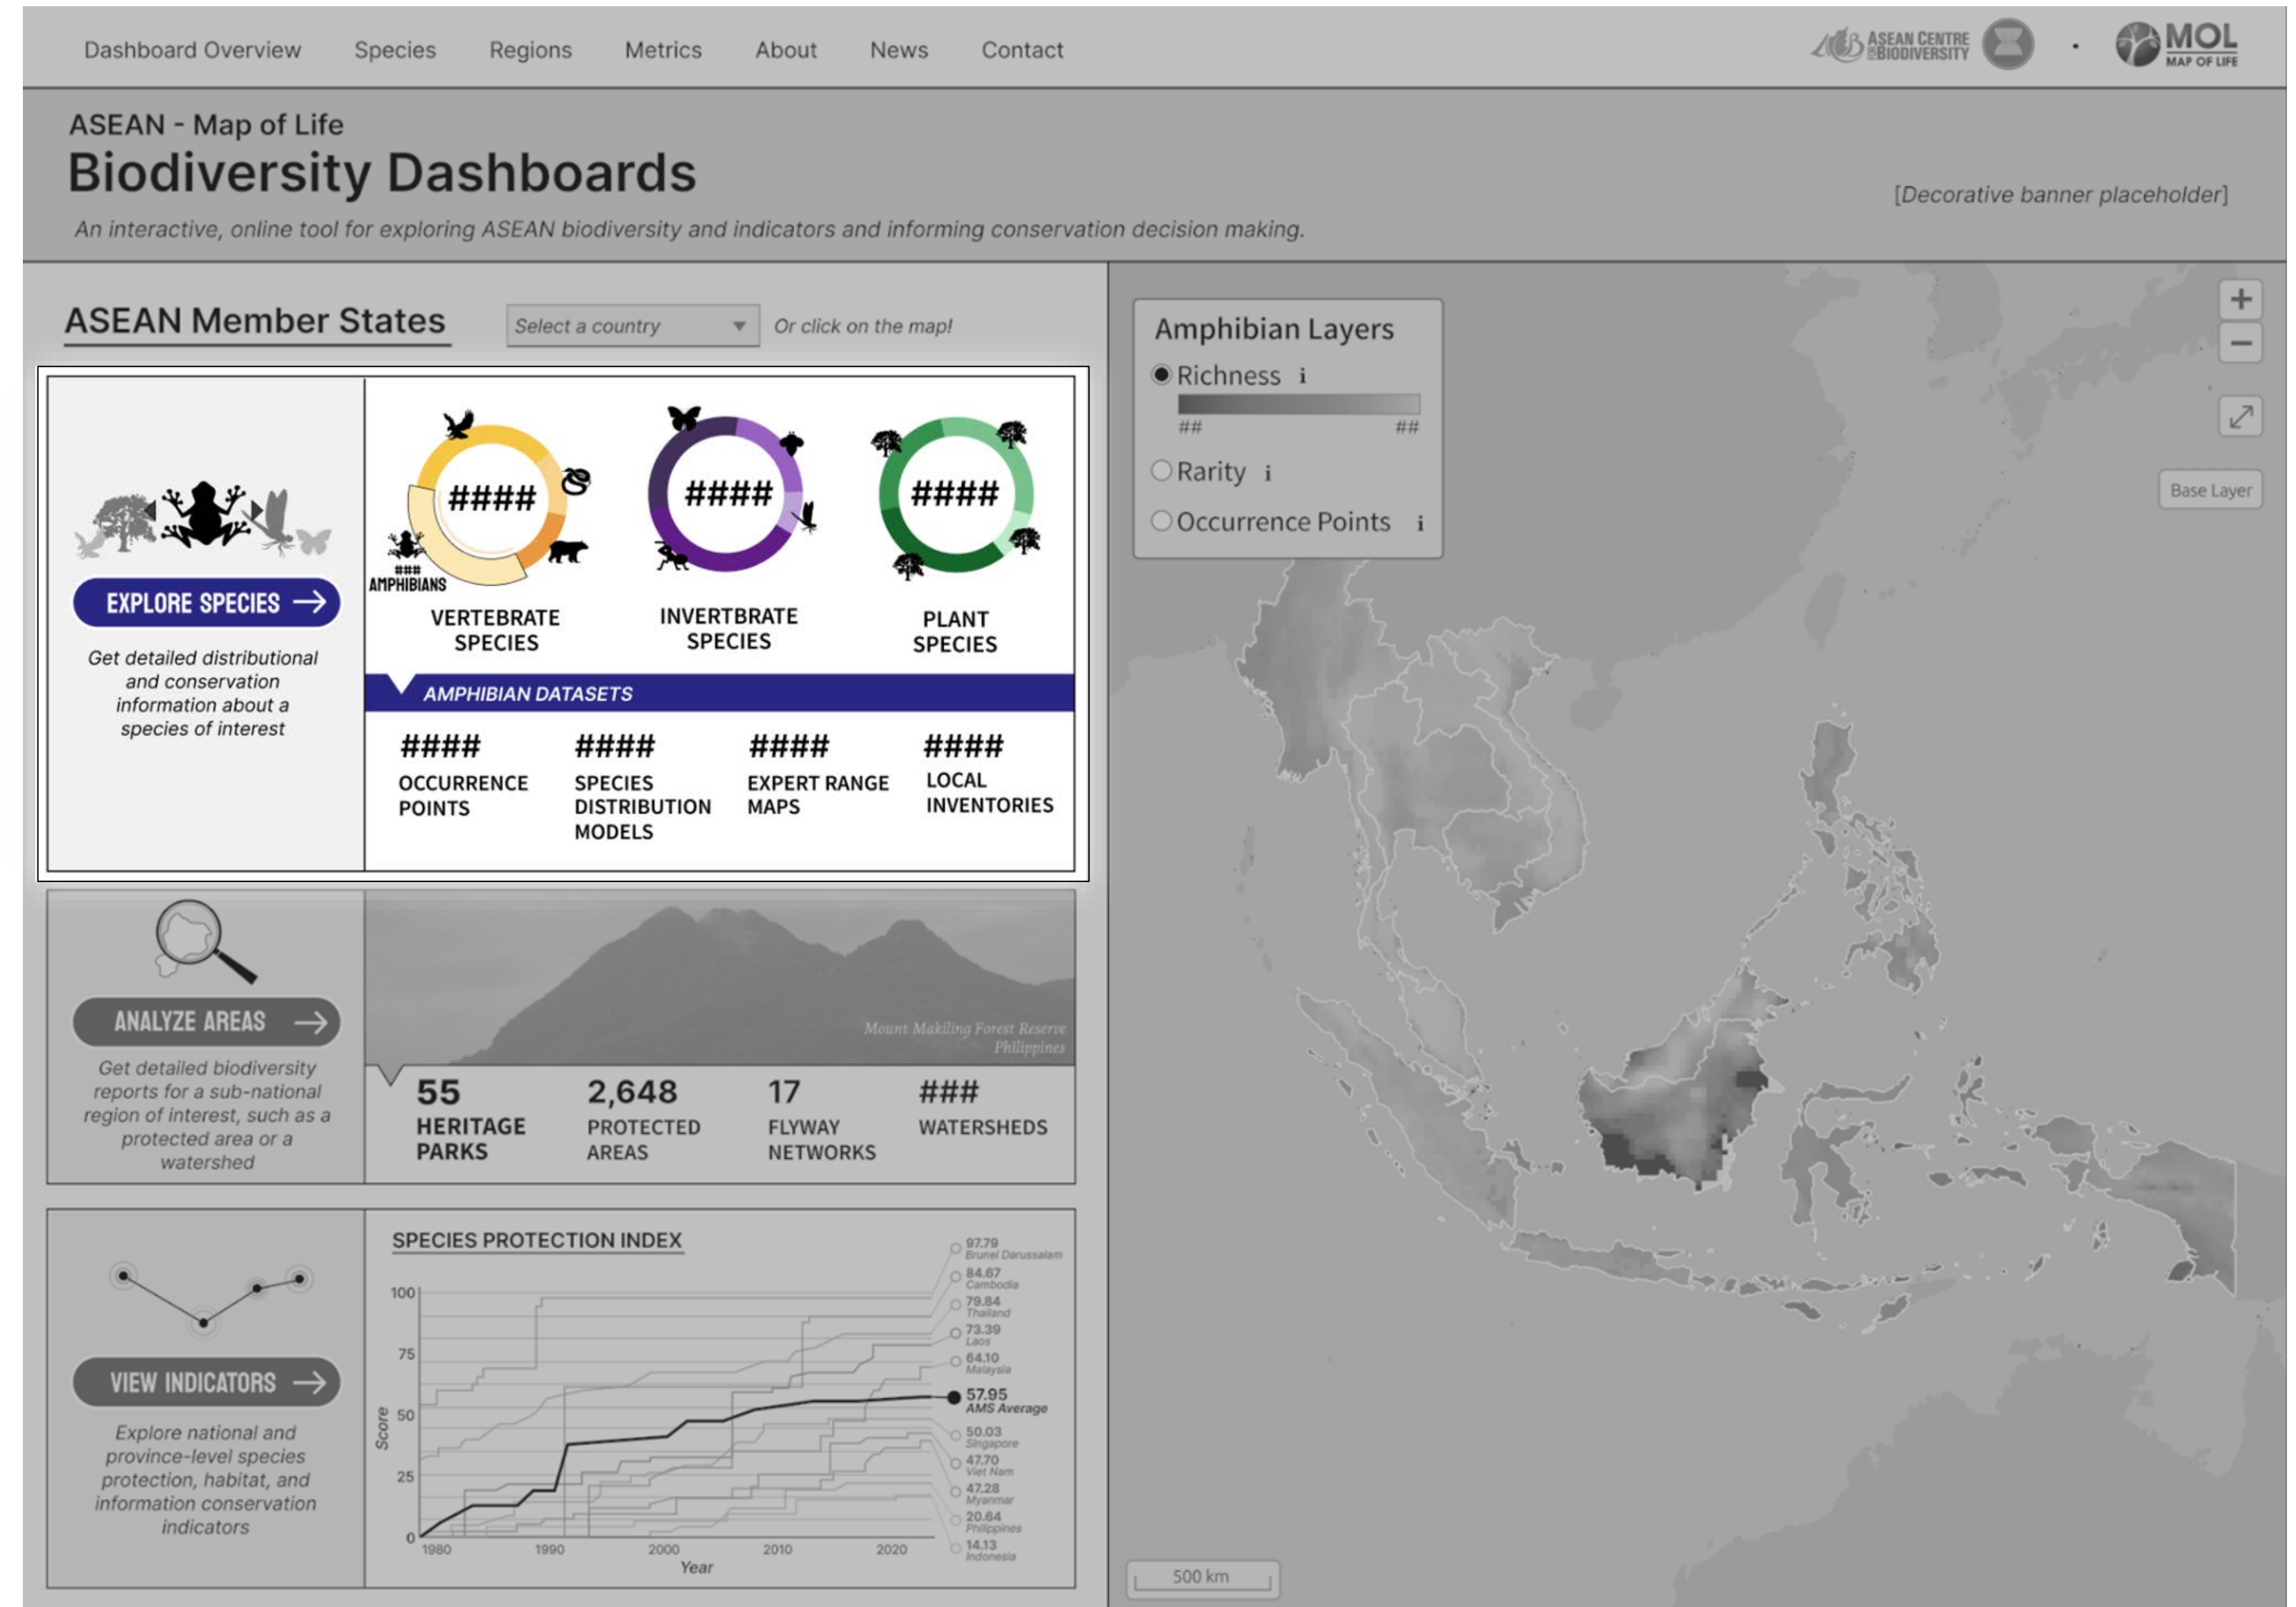 Dashboard Overview Species Regions Metrics About News Contact
ASEAN CENTRE
FOR BIODIVERSITY
MOL
MAP OF LIFE
ASEAN - Map of Life
Biodiversity Dashboards
An interactive, online tool for exploring ASEAN biodiversity and indicators and informing conservation decision making.
[Decorative banner placeholder]
ASEAN Member States
Select a country
Or click on the map!
EXPLORE SPECIES
Get detailed distributional
and conservation
information about a
species of interest
####
####
####
###
AMPHIBIANS
VERTEBRATE
SPECIES
INVERTBRATE
SPECIES
PLANT
SPECIES
AMPHIBIAN DATASETS
####
OCCURRENCE
POINTS
####
SPECIES
DISTRIBUTION
MODELS
####
EXPERT RANGE
MAPS
####
LOCAL
INVENTORIES
ANALYZE AREAS
Get detailed biodiversity
reports for a sub-national
region of interest, such as a
protected area or a
watershed
Mount Makiling Forest Reserve
Philippines
55
HERITAGE
PARKS
2,648
PROTECTED
AREAS
17
FLYWAY
NETWORKS
###
WATERSHEDS
VIEW INDICATORS
Explore national and
province-level species
protection, habitat, and
information conservation
indicators
SPECIES PROTECTION INDEX
100
75
50
25
0
Score
1980 1990 2000 2010 2020
Year
97.79
Brunei Darussalam
84.67
Cambodia
79.84
Thailand
73.39
Laos
64.10
Malaysia
57.95
AMS Average
50.03
Singapore
47.70
Viet Nam
47.28
Myanmar
20.64
Philippines
14.13
Indonesia
Amphibian Layers
Richness i
## ##
Rarity i
Occurrence Points i
+
−
Base Layer
500 km